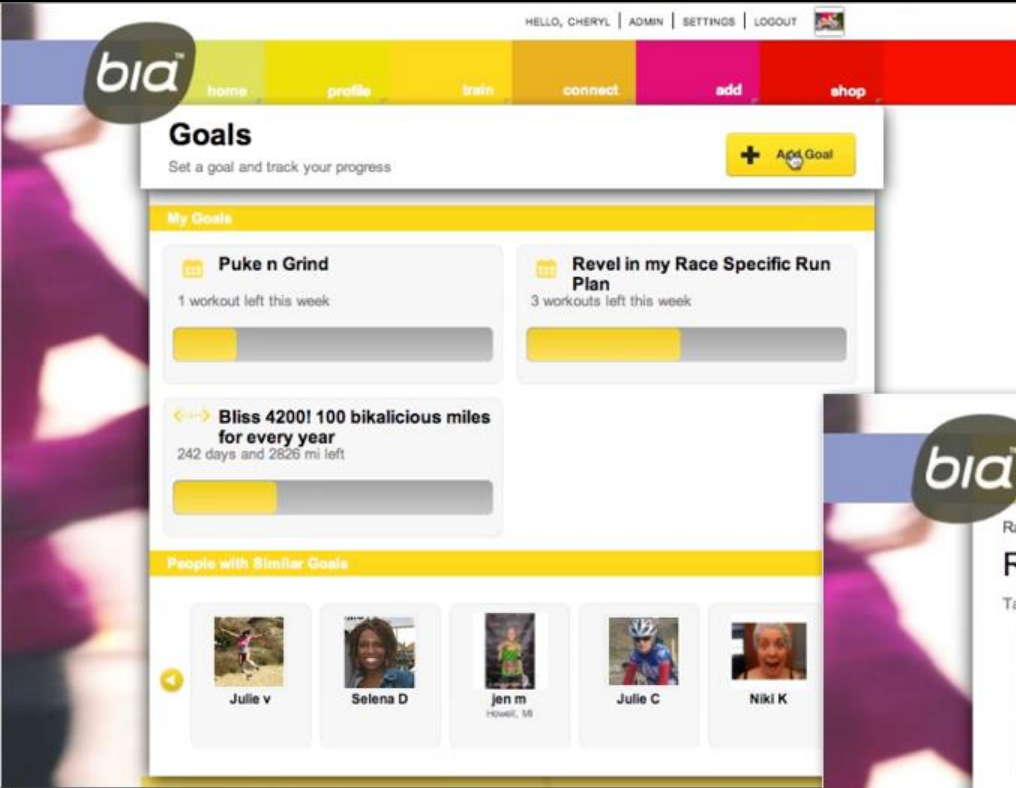 HELLO, CHERYL | ADMIN | SETTINGS | LOGOUT
bia™
home profile train connect add shop
Goals
Set a goal and track your progress
Add Goal
My Goals
Puke n Grind
1 workout left this week
Revel in my Race Specific Run
Plan
3 workouts left this week
Bliss 4200! 100 bikalicious miles
for every year
242 days and 2826 mi left
People with Similar Goals
Julie v
Selena D
jen m
Howell, MI
Julie C
Niki K
bia